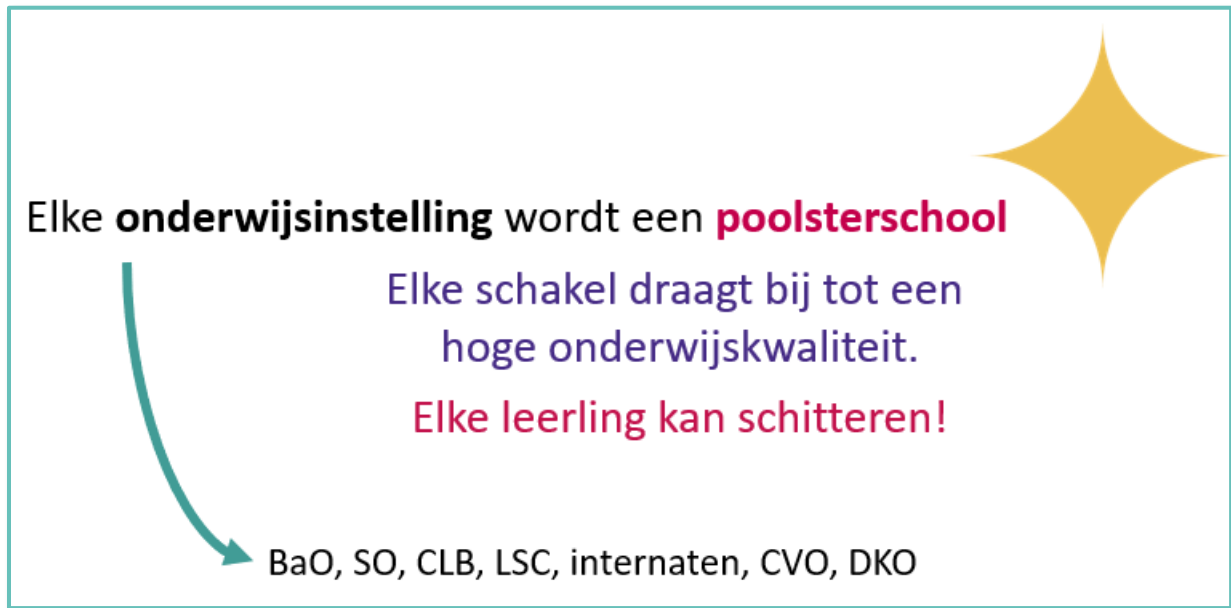 Elke onderwijsinstelling wordt een poolsterschool
Elke schakel draagt bij tot een
hoge onderwijskwaliteit.
Elke leerling kan schitteren!
BaO, SO, CLB, LSC, internaten, CVO, DKO